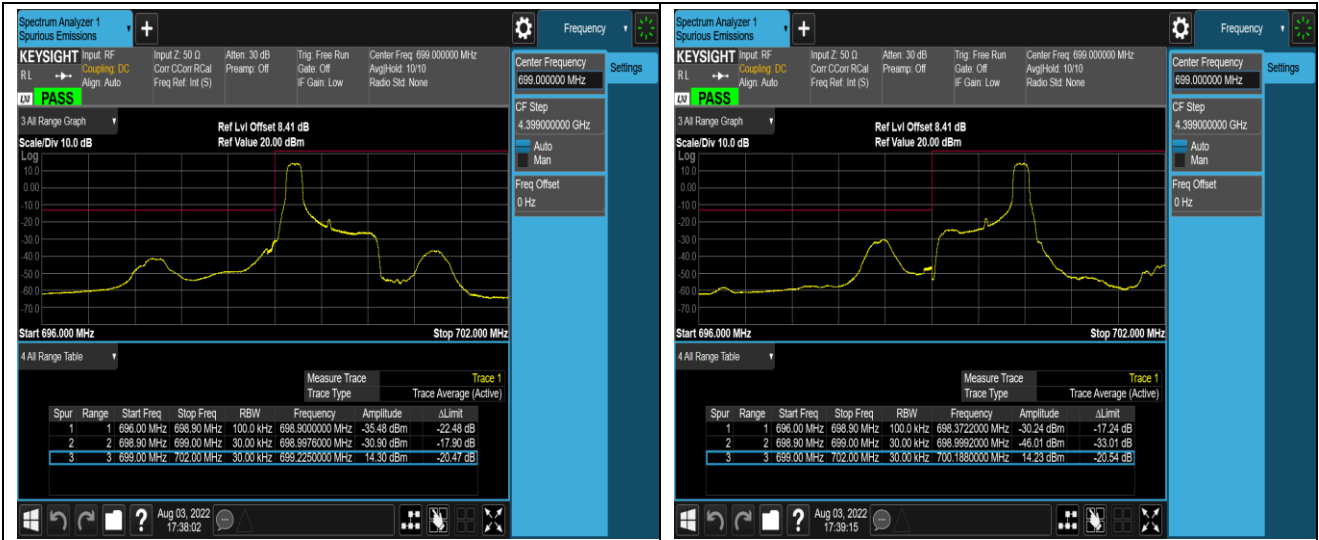 Spectrum Analyzer 1
Spurious Emissions
+
Frequency
KEYSIGHT Input: RF Input Z: 50 Ω Atten: 30 dB Trig: Free Run Center Freq: 699.000000 MHz
RL Coupling: DC Corr CCorr RCal Preamp: Off Gate: Off Avg|Hold: 10/10
Align: Auto Freq Ref: Int (S) IF Gain: Low Radio Std: None
LXI PASS
Center Frequency
699.000000 MHz
Settings
CF Step
4.399000000 GHz
Auto
Man
Freq Offset
0 Hz
3 All Range Graph
Ref Lvl Offset 8.41 dB
Scale/Div 10.0 dB Ref Value 20.00 dBm
Log
10.0
0.00
-10.0
-20.0
-30.0
-40.0
-50.0
-60.0
-70.0
Start 696.000 MHz Stop 702.000 MHz
4 All Range Table
Measure Trace Trace 1
Trace Type Trace Average (Active)
Spur Range Start Freq Stop Freq RBW Frequency Amplitude ΔLimit
1 1 696.00 MHz 698.90 MHz 100.0 kHz 698.9000000 MHz -35.48 dBm -22.48 dB
2 2 698.90 MHz 699.00 MHz 30.00 kHz 698.9976000 MHz -30.90 dBm -17.90 dB
3 3 699.00 MHz 702.00 MHz 30.00 kHz 699.2250000 MHz 14.30 dBm -20.47 dB
?
Aug 03, 2022
17:38:02
Spectrum Analyzer 1
Spurious Emissions
+
Frequency
KEYSIGHT Input: RF Input Z: 50 Ω Atten: 30 dB Trig: Free Run Center Freq: 699.000000 MHz
RL Coupling: DC Corr CCorr RCal Preamp: Off Gate: Off Avg|Hold: 10/10
Align: Auto Freq Ref: Int (S) IF Gain: Low Radio Std: None
LXI PASS
Center Frequency
699.000000 MHz
Settings
CF Step
4.399000000 GHz
Auto
Man
Freq Offset
0 Hz
3 All Range Graph
Ref Lvl Offset 8.41 dB
Scale/Div 10.0 dB Ref Value 20.00 dBm
Log
10.0
0.00
-10.0
-20.0
-30.0
-40.0
-50.0
-60.0
-70.0
Start 696.000 MHz Stop 702.000 MHz
4 All Range Table
Measure Trace Trace 1
Trace Type Trace Average (Active)
Spur Range Start Freq Stop Freq RBW Frequency Amplitude ΔLimit
1 1 696.00 MHz 698.90 MHz 100.0 kHz 698.3722000 MHz -30.24 dBm -17.24 dB
2 2 698.90 MHz 699.00 MHz 30.00 kHz 698.9992000 MHz -46.01 dBm -33.01 dB
3 3 699.00 MHz 702.00 MHz 30.00 kHz 700.1880000 MHz 14.23 dBm -20.54 dB
?
Aug 03, 2022
17:39:15